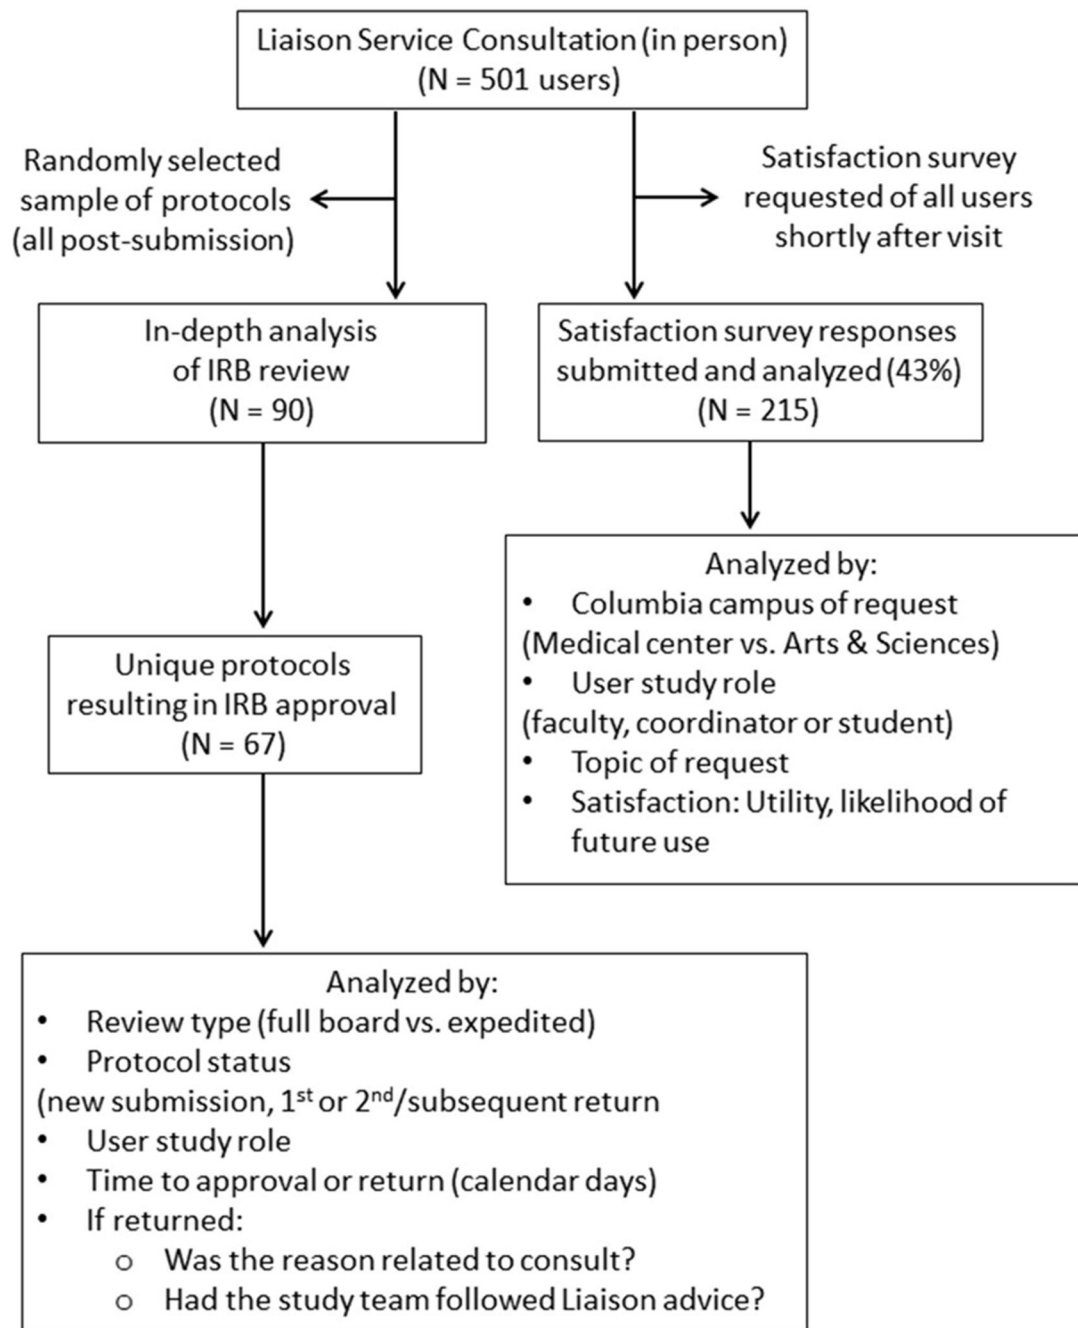 Liaison Service Consultation (in person)
(N = 501 users)
Randomly selected
sample of protocols
(all post-submission)
Satisfaction survey
requested of all users
shortly after visit
In-depth analysis
of IRB review
(N = 90)
Satisfaction survey responses
submitted and analyzed (43%)
(N = 215)
Unique protocols
resulting in IRB approval
(N = 67)
Analyzed by:
• Columbia campus of request
(Medical center vs. Arts & Sciences)
• User study role
(faculty, coordinator or student)
• Topic of request
• Satisfaction: Utility, likelihood of
future use
Analyzed by:
• Review type (full board vs. expedited)
• Protocol status
(new submission, 1st or 2nd/subsequent return
• User study role
• Time to approval or return (calendar days)
• If returned:
o Was the reason related to consult?
o Had the study team followed Liaison advice?